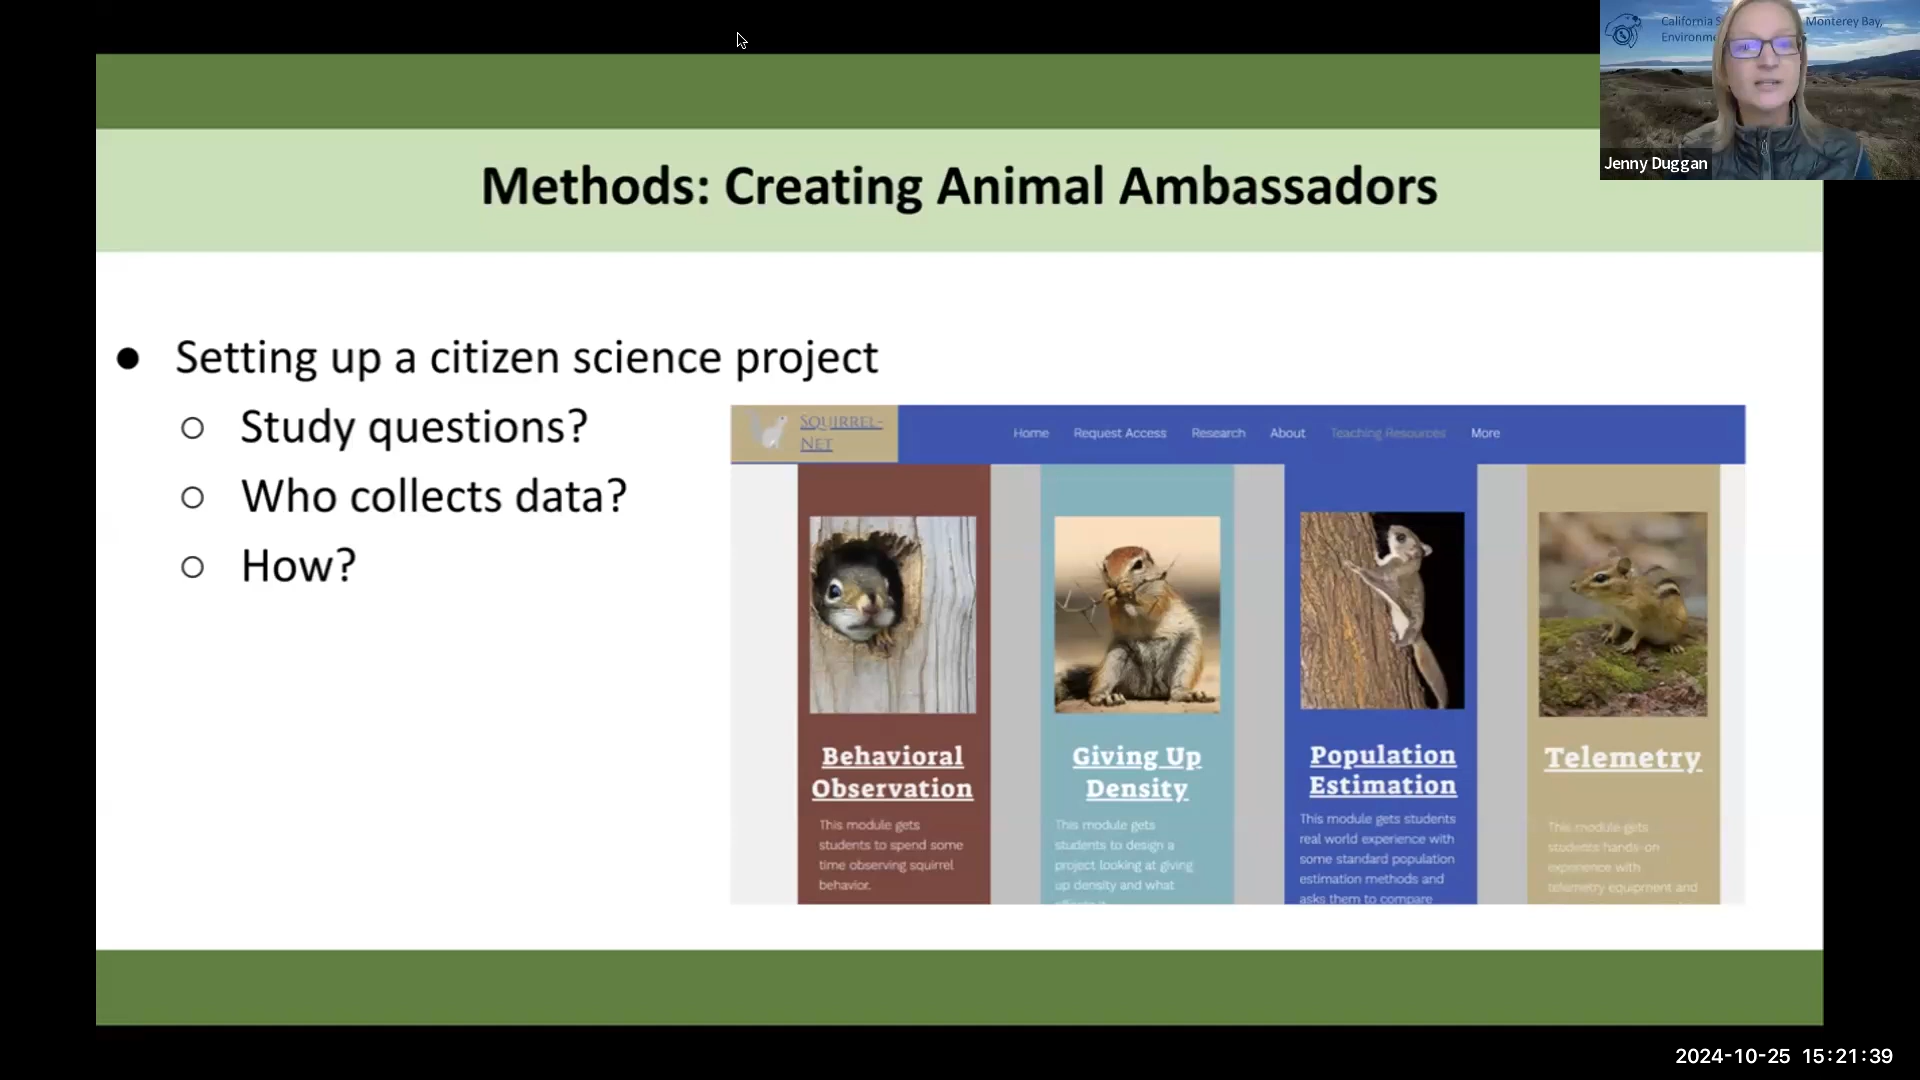 California S Monterey Bay,
Environme
Jenny Duggan
Methods: Creating Animal Ambassadors
● Setting up a citizen science project
○ Study questions?
○ Who collects data?
○ How?
SQUIRREL-
NET
Home Request Access Research About Teaching Resources More
Behavioral
Observation
This module gets
students to spend some
time observing squirrel
behavior.
Giving Up
Density
This module gets
students to design a
project looking at giving
up density and what
Population
Estimation
This module gets students
real world experience with
some standard population
estimation methods and
asks them to compare
Telemetry
This module gets
students hands-on
experience with
telemetry equipment and
2024-10-25 15:21:39